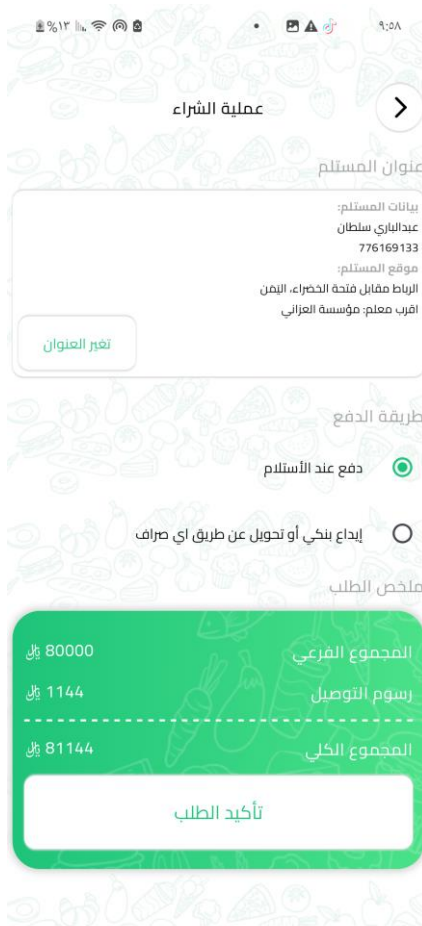 ٩:٥٨
١٣%
عملية الشراء
عنوان المستلم
بيانات المستلم:
عبدالباري سلطان
776169133
موقع المستلم:
الرباط مقابل فتحة الخضراء، اليمن
اقرب معلم: مؤسسة العزاني
تغير العنوان
طريقة الدفع
دفع عند الأستلام
إيداع بنكي أو تحويل عن طريق اي صراف
ملخص الطلب
المجموع الفرعي 80000 ﷼
رسوم التوصيل 1144 ﷼
المجموع الكلي 81144 ﷼
تأكيد الطلب